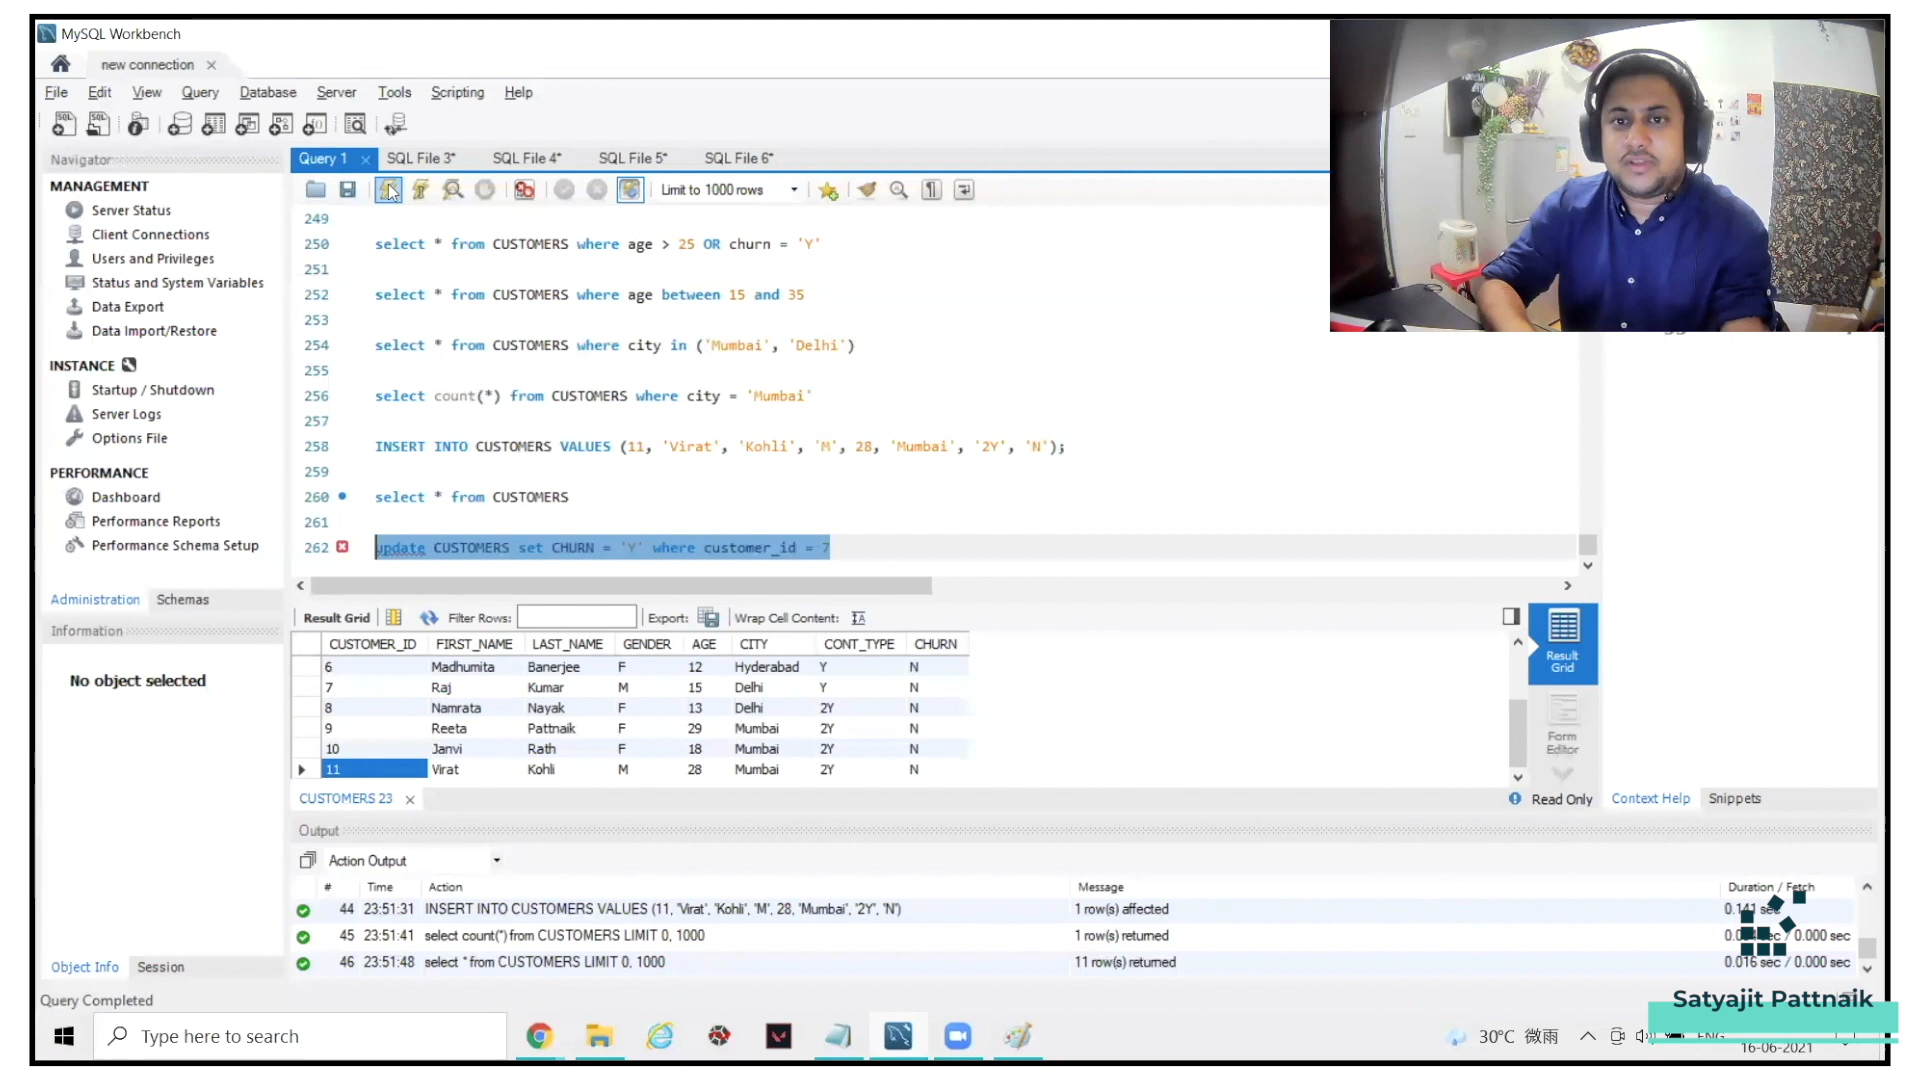 MySQL Workbench
new connection
File Edit View Query Database Server Tools Scripting Help
Navigator
MANAGEMENT
Server Status
Client Connections
Users and Privileges
Status and System Variables
Data Export
Data Import/Restore
INSTANCE
Startup / Shutdown
Server Logs
Options File
PERFORMANCE
Dashboard
Performance Reports
Performance Schema Setup
Administration Schemas
Information
No object selected
Object Info Session
Query Completed
Query 1 SQL File 3* SQL File 4* SQL File 5* SQL File 6*
Limit to 1000 rows
249
250 select * from CUSTOMERS where age > 25 OR churn = 'Y'
251
252 select * from CUSTOMERS where age between 15 and 35
253
254 select * from CUSTOMERS where city in ('Mumbai', 'Delhi')
255
256 select count(*) from CUSTOMERS where city = 'Mumbai'
257
258 INSERT INTO CUSTOMERS VALUES (11, 'Virat', 'Kohli', 'M', 28, 'Mumbai', '2Y', 'N');
259
260 select * from CUSTOMERS
261
262 update CUSTOMERS set CHURN = 'Y' where customer_id = 7
Result Grid Filter Rows: Export: Wrap Cell Content:
CUSTOMER_ID FIRST_NAME LAST_NAME GENDER AGE CITY CONT_TYPE CHURN
6 Madhumita Banerjee F 12 Hyderabad Y N
7 Raj Kumar M 15 Delhi Y N
8 Namrata Nayak F 13 Delhi 2Y N
9 Reeta Pattnaik F 29 Mumbai 2Y N
10 Janvi Rath F 18 Mumbai 2Y N
11 Virat Kohli M 28 Mumbai 2Y N
Result
Grid
Form
Editor
CUSTOMERS 23
Read Only
Context Help Snippets
Output
Action Output
# Time Action Message Duration / Fetch
44 23:51:31 INSERT INTO CUSTOMERS VALUES (11, 'Virat', 'Kohli', 'M', 28, 'Mumbai', '2Y', 'N') 1 row(s) affected 0.141 sec
45 23:51:41 select count(*) from CUSTOMERS LIMIT 0, 1000 1 row(s) returned / 0.000 sec
46 23:51:48 select * from CUSTOMERS LIMIT 0, 1000 11 row(s) returned 0.016 sec / 0.000 sec
Satyajit Pattnaik
Type here to search
30°C 微雨
16-06-2021